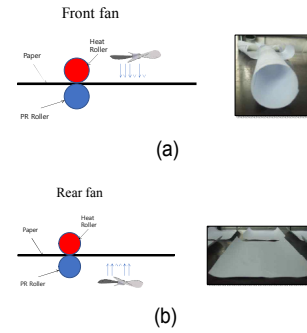 Front fan
Heat
Roller
Paper
PR Roller
(a)
Rear fan
Heat
Roller
Paper
PR Roller
(b)